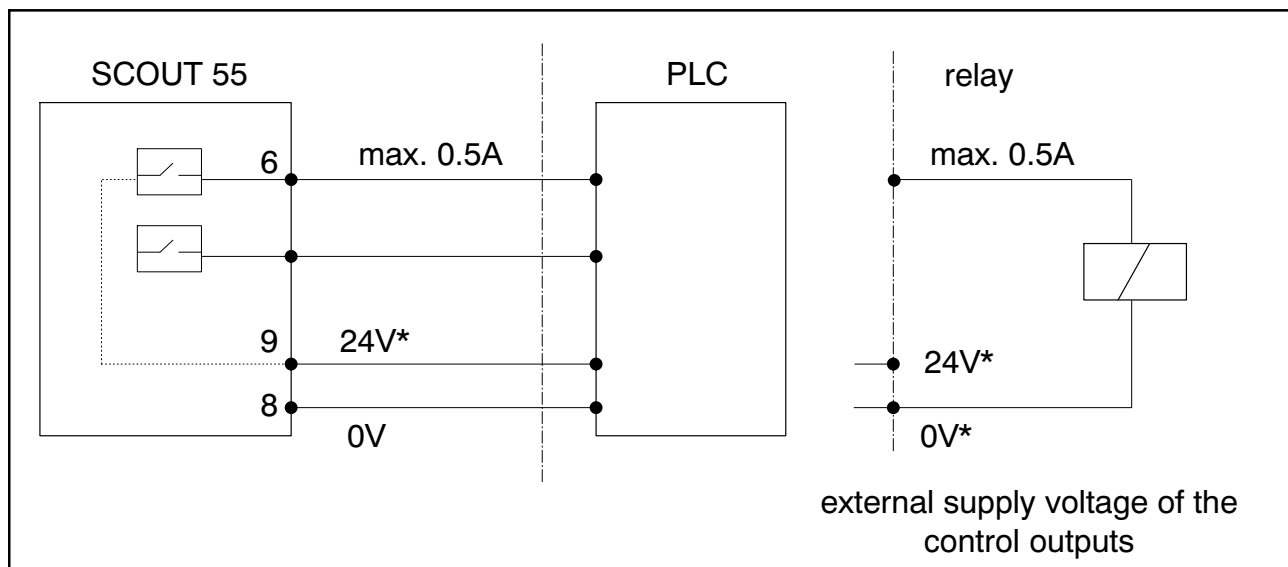 SCOUT 55
PLC
relay
6
max. 0.5A
max. 0.5A
9
24V*
24V*
8
0V
0V*
external supply voltage of the
control outputs